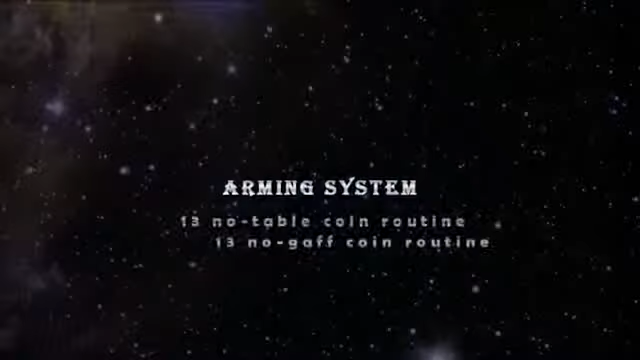 ARMING SYSTEM
13 no-table coin routine
13 no-gaff coin routine